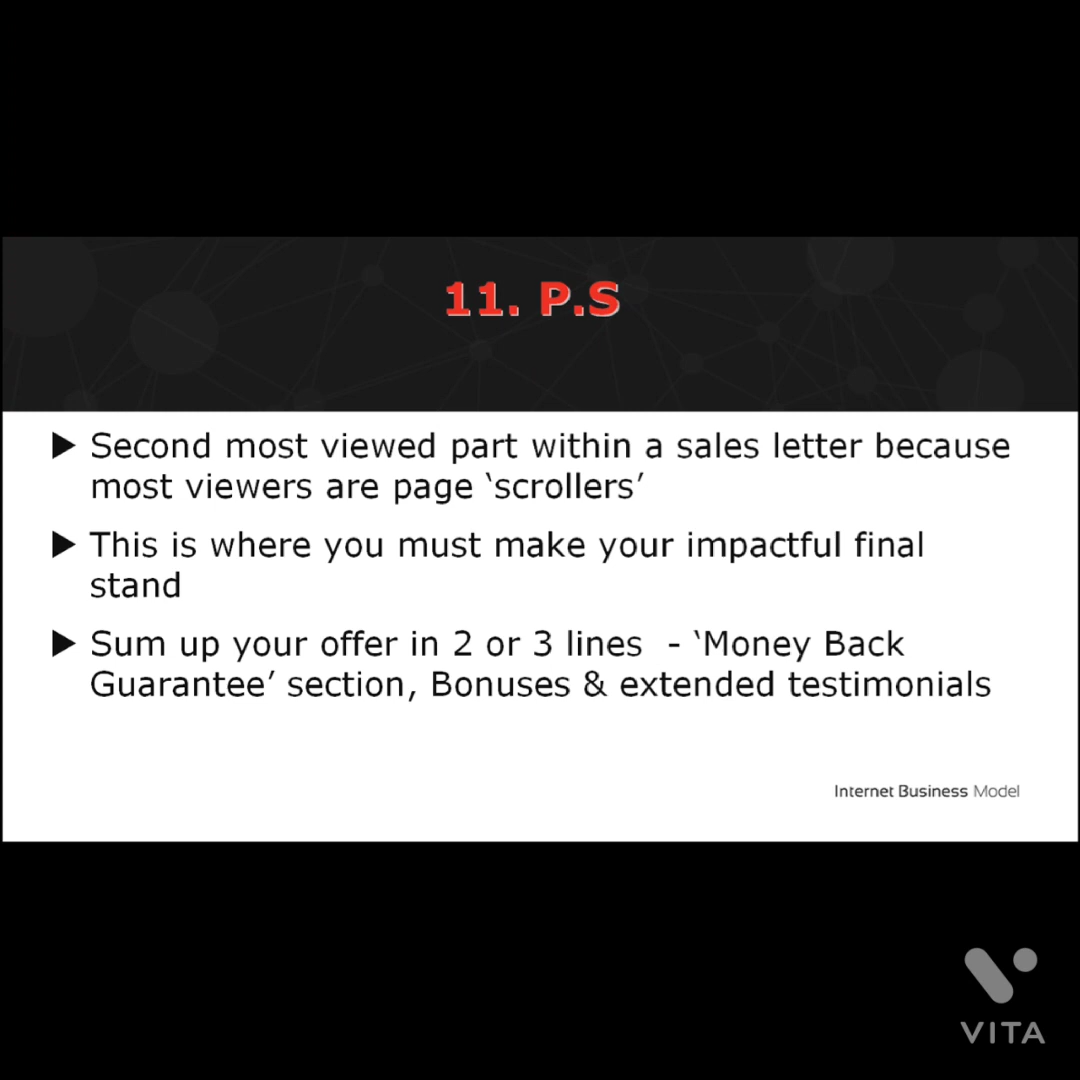 11. P.S
▶ Second most viewed part within a sales letter because
most viewers are page ‘scrollers’
▶ This is where you must make your impactful final
stand
▶ Sum up your offer in 2 or 3 lines  - ‘Money Back
Guarantee’ section, Bonuses & extended testimonials
Internet Business Model
VITA